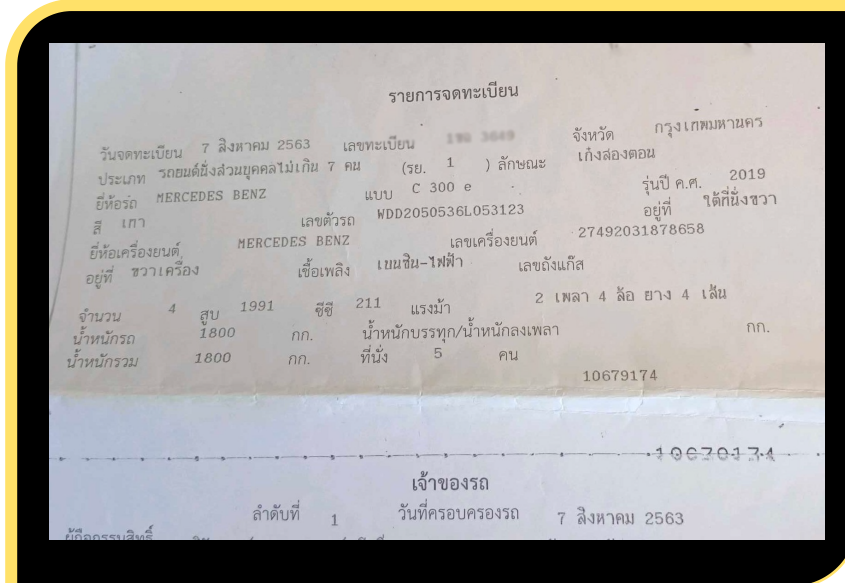 รายการจดทะเบียน
วันจดทะเบียน 7 สิงหาคม 2563 เลขทะเบียน จังหวัด กรุงเทพมหานคร
ประเภท รถยนต์นั่งส่วนบุคคลไม่เกิน 7 คน (รย. 1 ) ลักษณะ เก๋งสองตอน
ยี่ห้อรถ MERCEDES BENZ แบบ C 300 e รุ่นปี ค.ศ. 2019
สี เทา เลขตัวรถ WDD2050536L053123 อยู่ที่ ใต้ที่นั่งขวา
ยี่ห้อเครื่องยนต์ MERCEDES BENZ เลขเครื่องยนต์ 27492031878658
อยู่ที่ ขวาเครื่อง เชื้อเพลิง เบนซิน-ไฟฟ้า เลขถังแก๊ส
จำนวน 4 สูบ 1991 ซีซี 211 แรงม้า 2 เพลา 4 ล้อ ยาง 4 เส้น
น้ำหนักรถ 1800 กก. น้ำหนักบรรทุก/น้ำหนักลงเพลา กก.
น้ำหนักรวม 1800 กก. ที่นั่ง 5 คน
10679174
10679174
เจ้าของรถ
ลำดับที่ 1 วันที่ครอบครองรถ 7 สิงหาคม 2563
ผู้ถือกรรมสิทธิ์